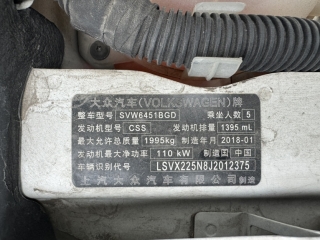 大众汽车(VOLKSWAGEN)牌
整车型号 SVW6451BGD 乘坐人数 5
发动机型号 CSS 发动机排量 1395 mL
最大允许总质量 1995kg 制造年月 2018-01
发动机最大净功率 110 kW 制造国 中国
车辆识别代号 LSVX225N8J2012375
上汽大众汽车有限公司制造